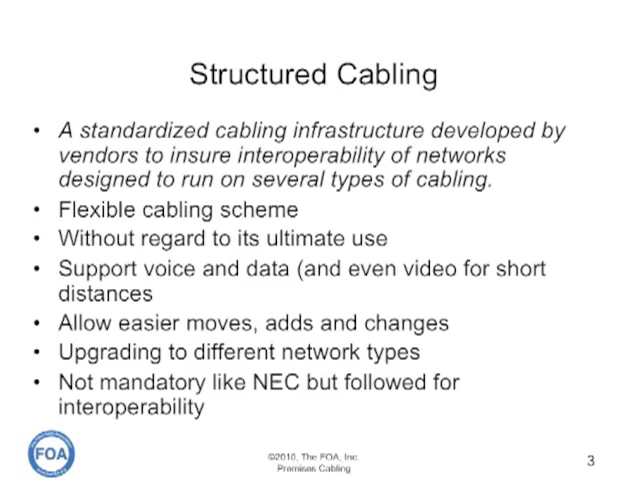 Structured Cabling
• A standardized cabling infrastructure developed by
vendors to insure interoperability of networks
designed to run on several types of cabling.
• Flexible cabling scheme
• Without regard to its ultimate use
• Support voice and data (and even video for short
distances
• Allow easier moves, adds and changes
• Upgrading to different network types
• Not mandatory like NEC but followed for
interoperability
FOA
©2010, The FOA, Inc.
Premises Cabling
3